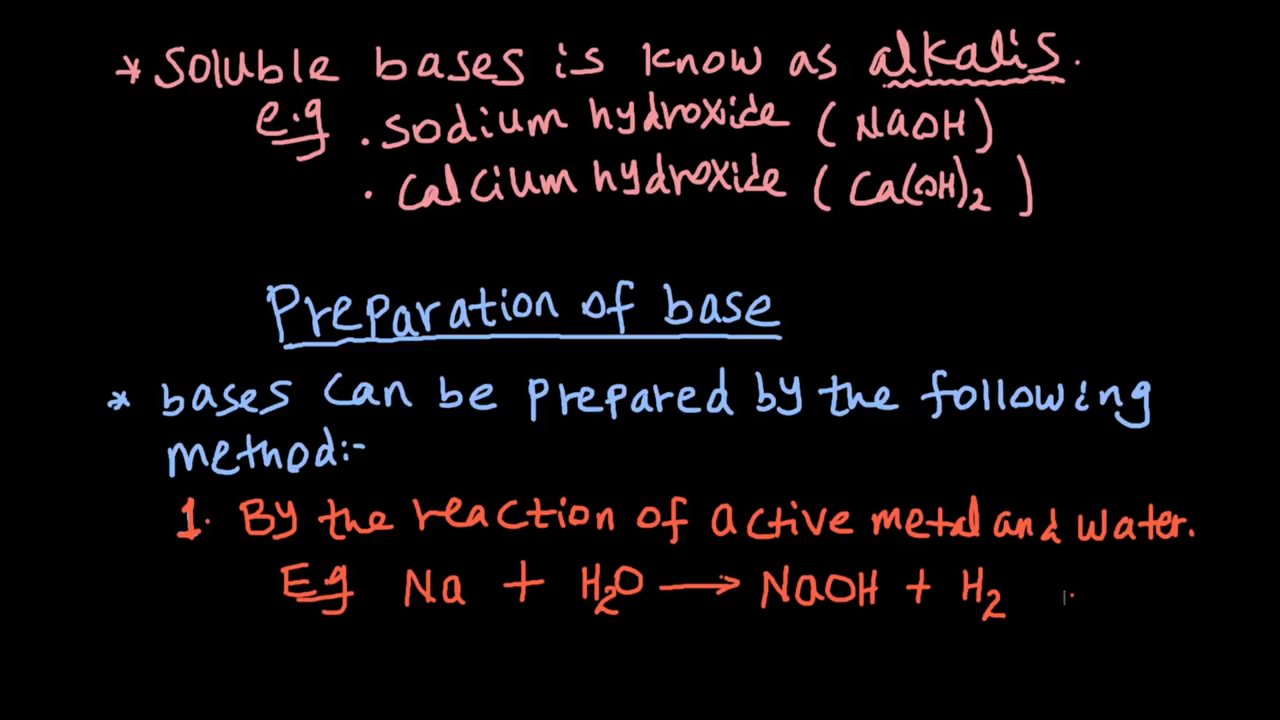 * Soluble bases is know as alkalis.
e.g . sodium hydroxide (NaOH)
. calcium hydroxide (Ca(OH)₂)
Preparation of base
* bases can be prepared by the following
method:-
1. By the reaction of active metal and water.
Eg Na + H₂O → NaOH + H₂